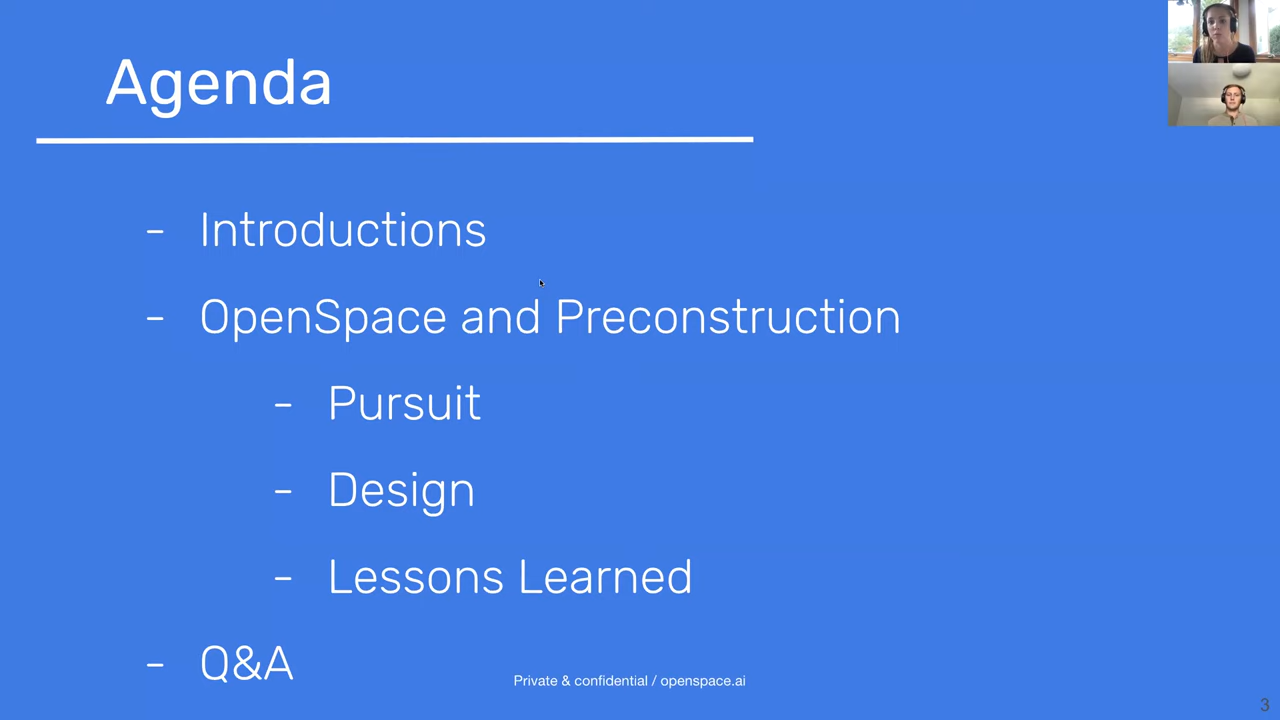 Agenda
- Introductions
- OpenSpace and Preconstruction
- Pursuit
- Design
- Lessons Learned
- Q&A
Private & confidential / openspace.ai
3